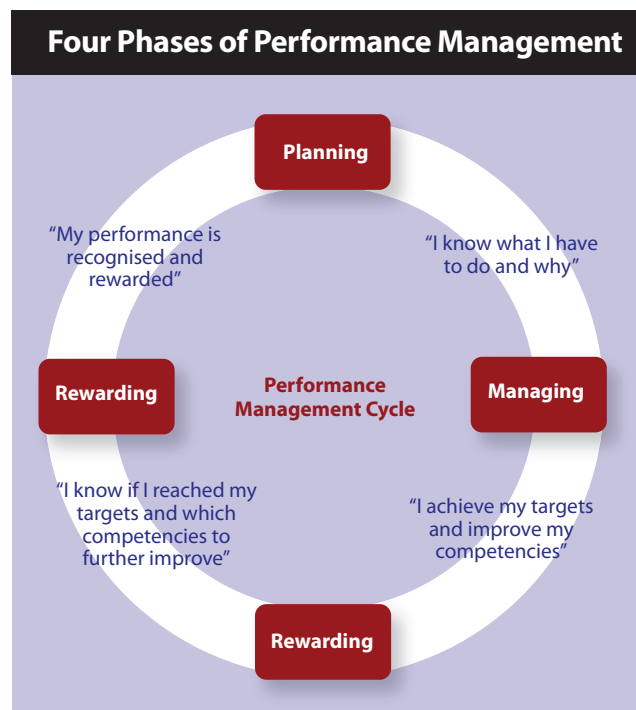 Four Phases of Performance Management
Planning
“My performance is
recognised and
rewarded”
“I know what I have
to do and why”
Rewarding
Performance
Management Cycle
Managing
“I know if I reached my
targets and which
competencies to
further improve”
“I achieve my targets
and improve my
competencies”
Rewarding